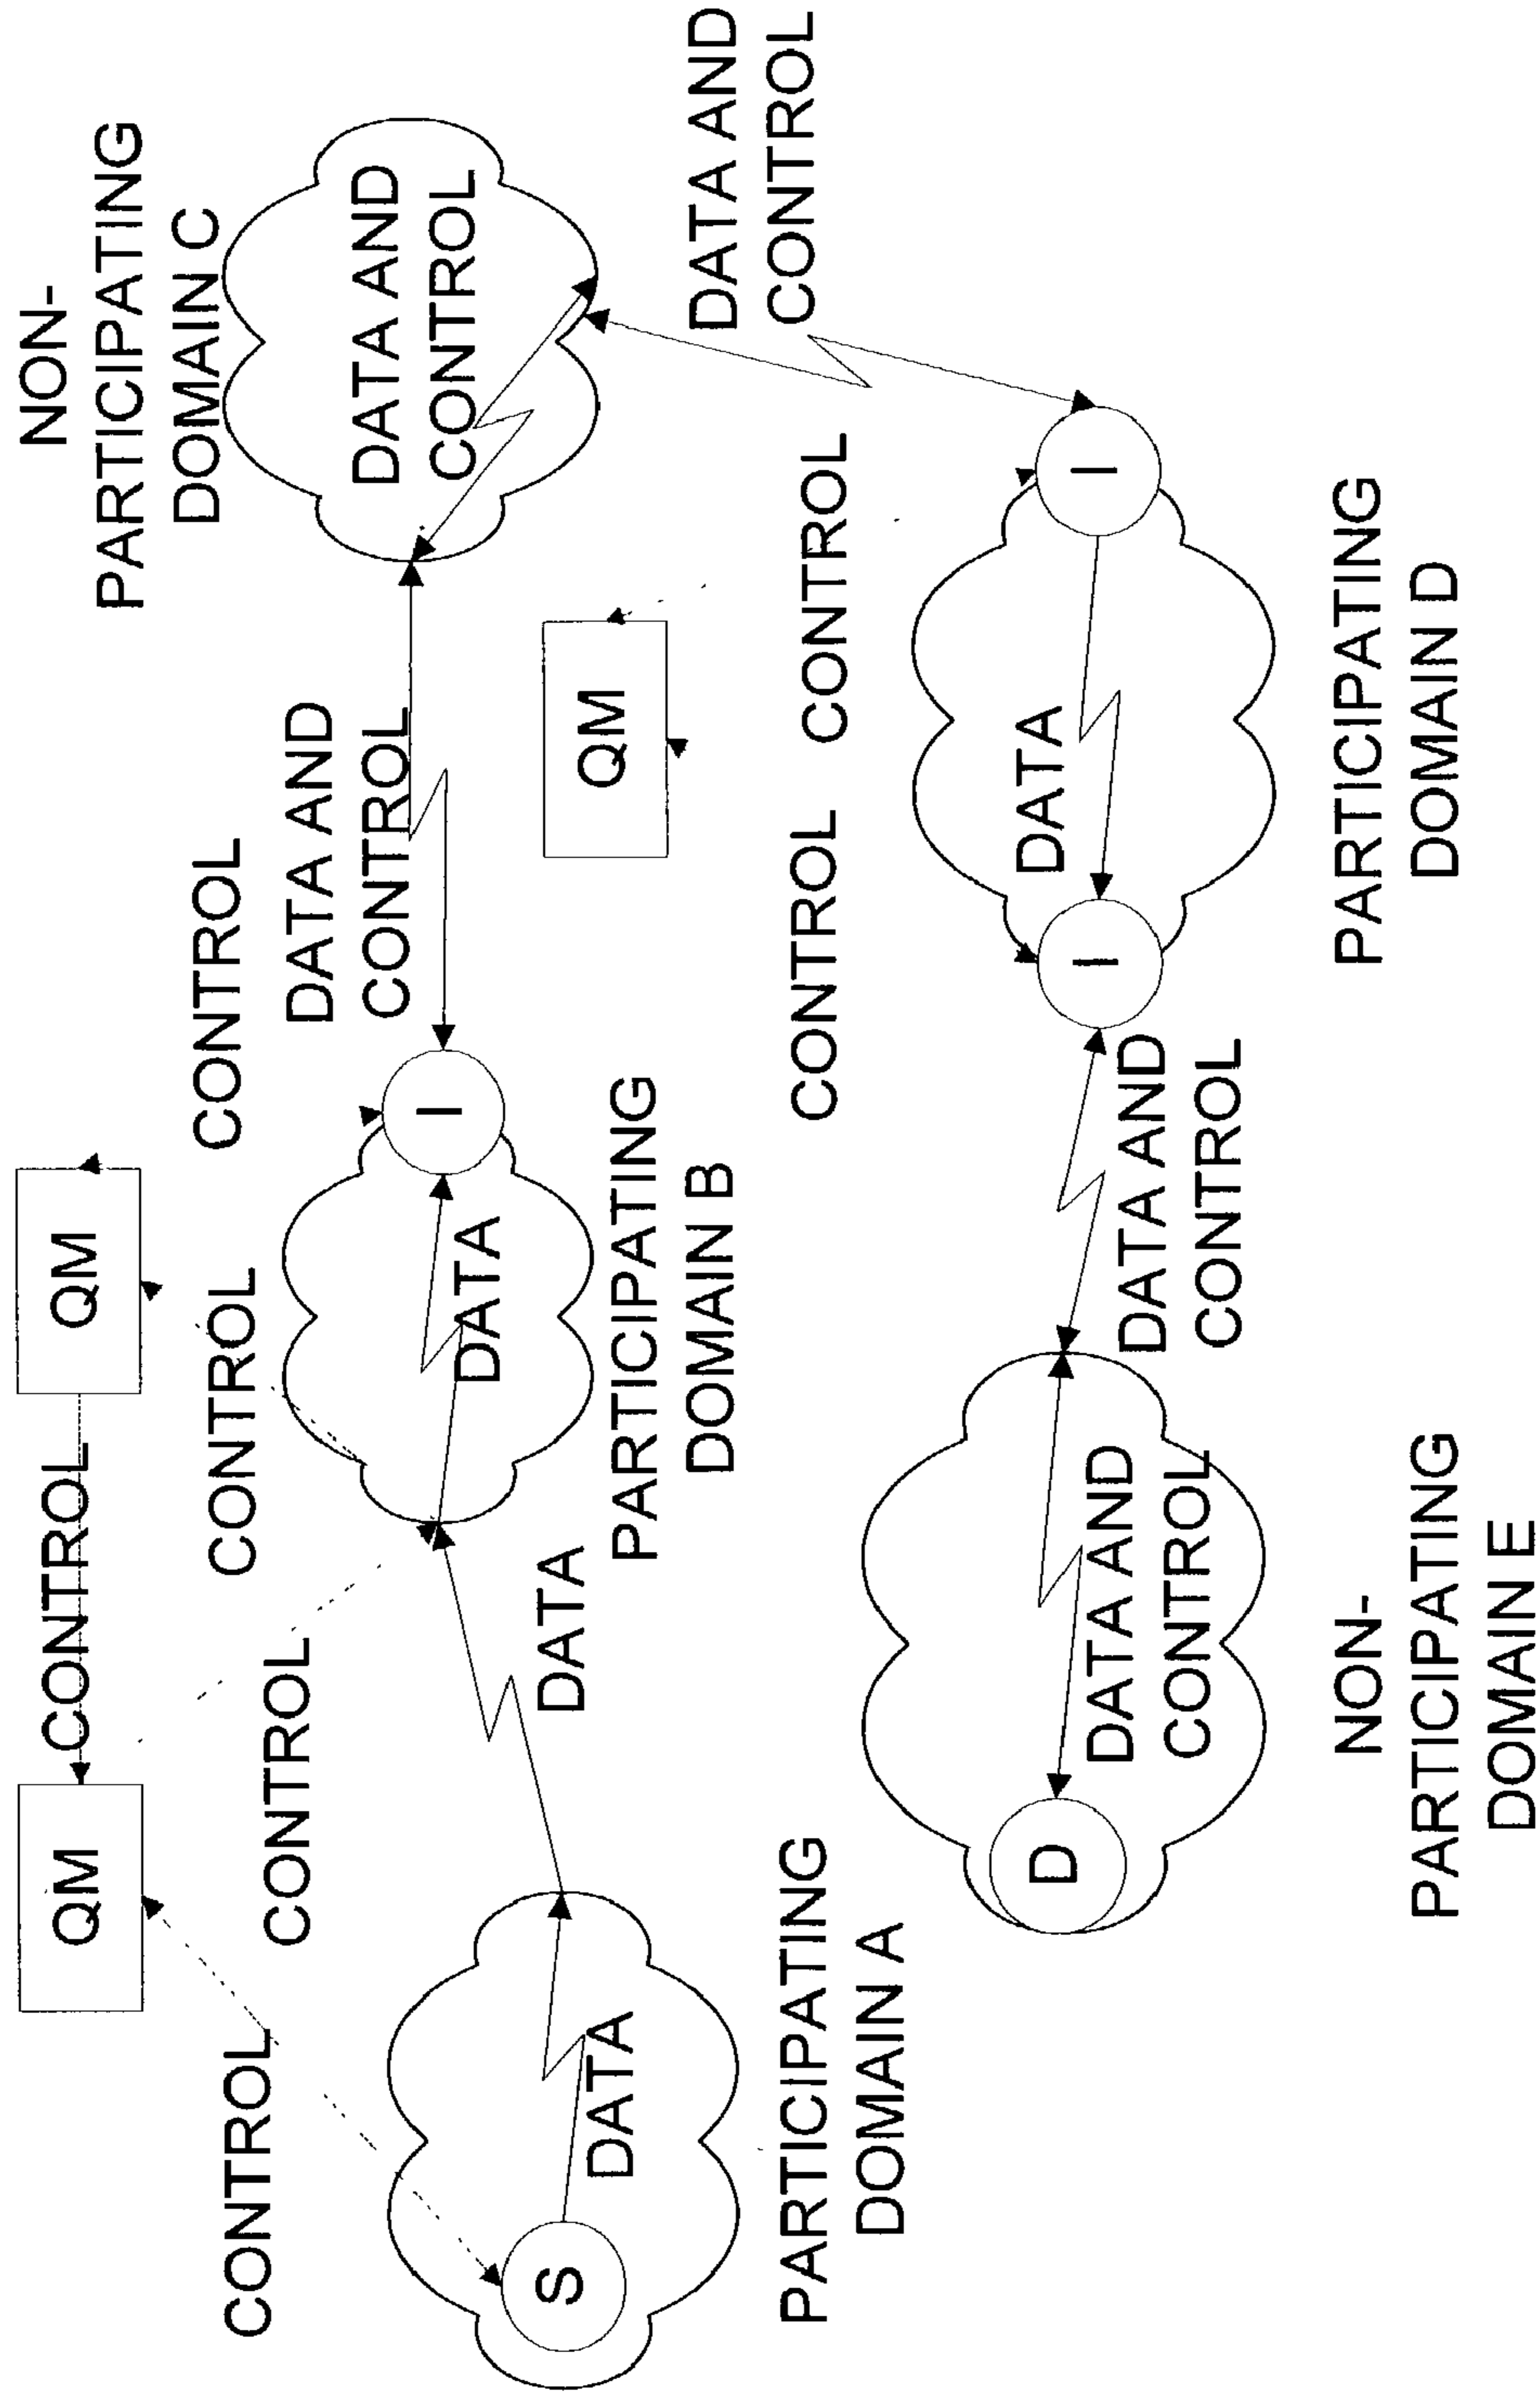 QM
CONTROL
QM
NON-
PARTICIPATING
DOMAIN C
CONTROL
CONTROL
CONTROL
CONTROL
DATA AND
CONTROL
DATA AND
CONTROL
S
DATA
DATA
DATA
I
QM
DATA AND
CONTROL
PARTICIPATING
DOMAIN A
PARTICIPATING
DOMAIN B
CONTROL
CONTROL
D
DATA AND
CONTROL
DATA AND
CONTROL
I
DATA
I
NON-
PARTICIPATING
DOMAIN E
PARTICIPATING
DOMAIN D